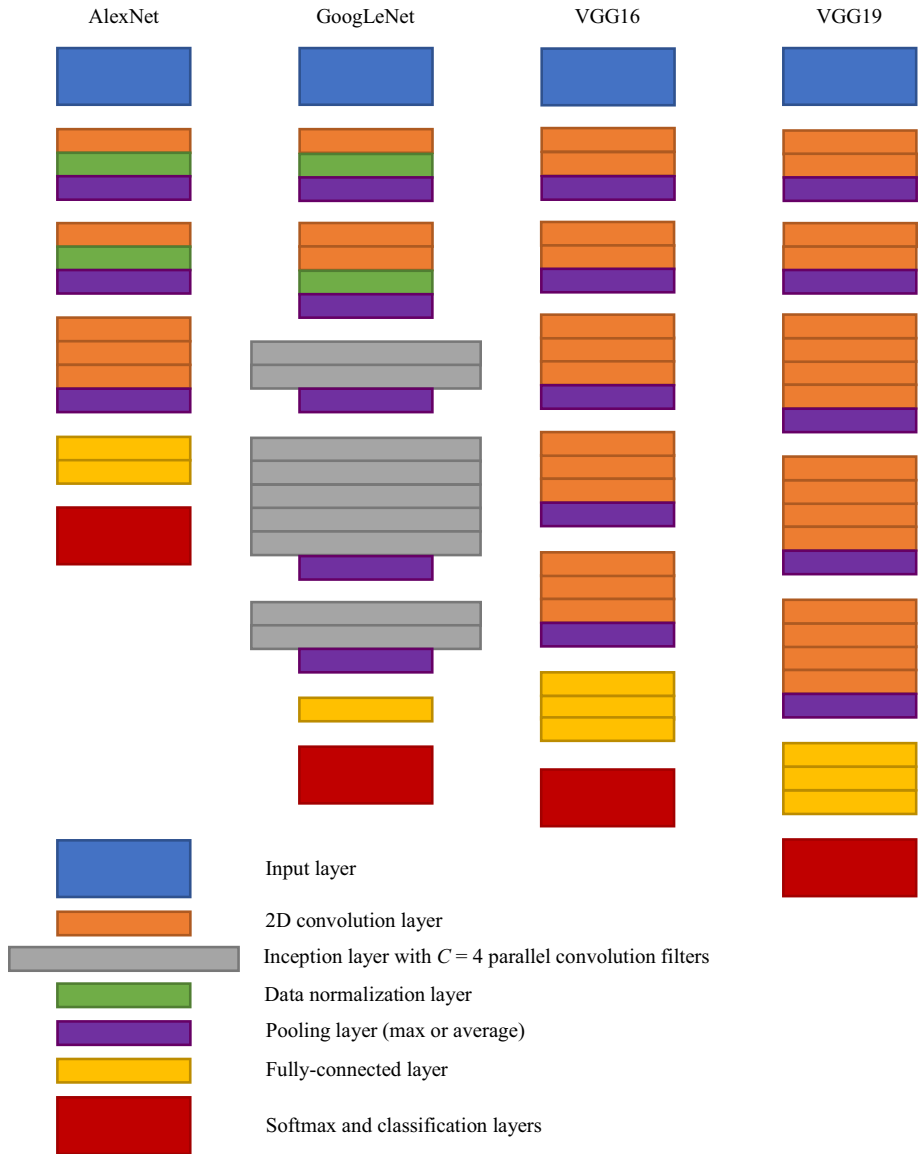 AlexNet
GoogLeNet
VGG16
VGG19
Input layer
2D convolution layer
Inception layer with C = 4 parallel convolution filters
Data normalization layer
Pooling layer (max or average)
Fully-connected layer
Softmax and classification layers